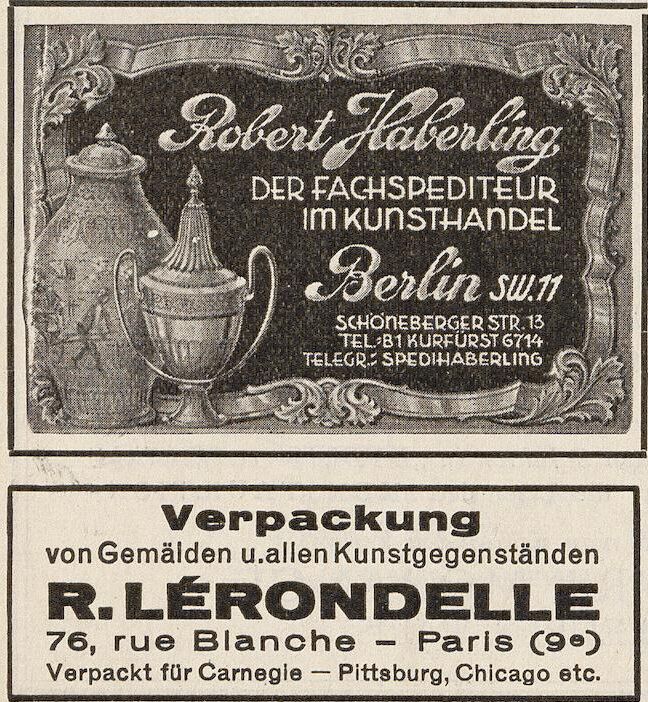 Robert Haberling
DER FACHSPEDITEUR
IM KUNSTHANDEL
Berlin SW.11
SCHÖNEBERGER STR. 13
TEL.: B1 KURFÜRST 6714
TELEGR.: SPEDIHABERLING
Verpackung
von Gemälden u. allen Kunstgegenständen
R. LÉRONDELLE
76, rue Blanche – Paris (9e)
Verpackt für Carnegie — Pittsburg, Chicago etc.